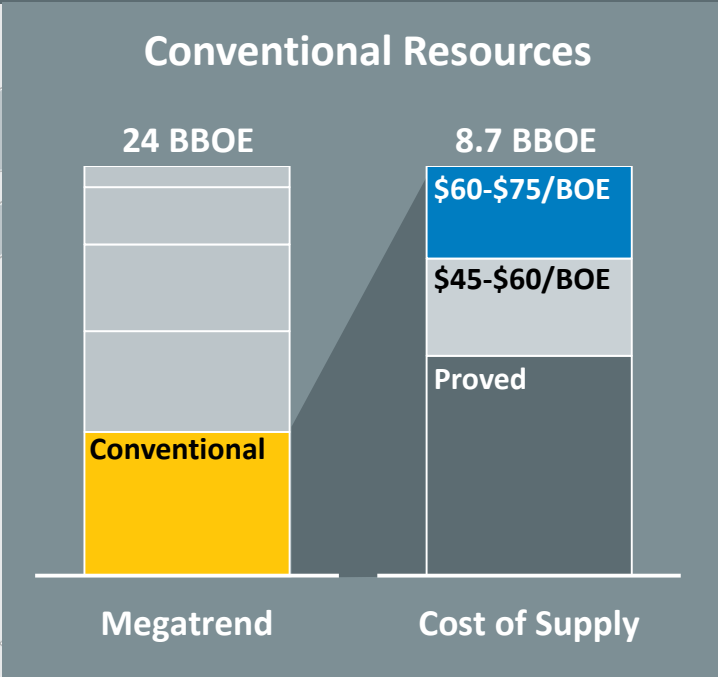 Conventional Resources
24 BBOE
8.7 BBOE
$60-$75/BOE
$45-$60/BOE
Proved
Conventional
Megatrend
Cost of Supply